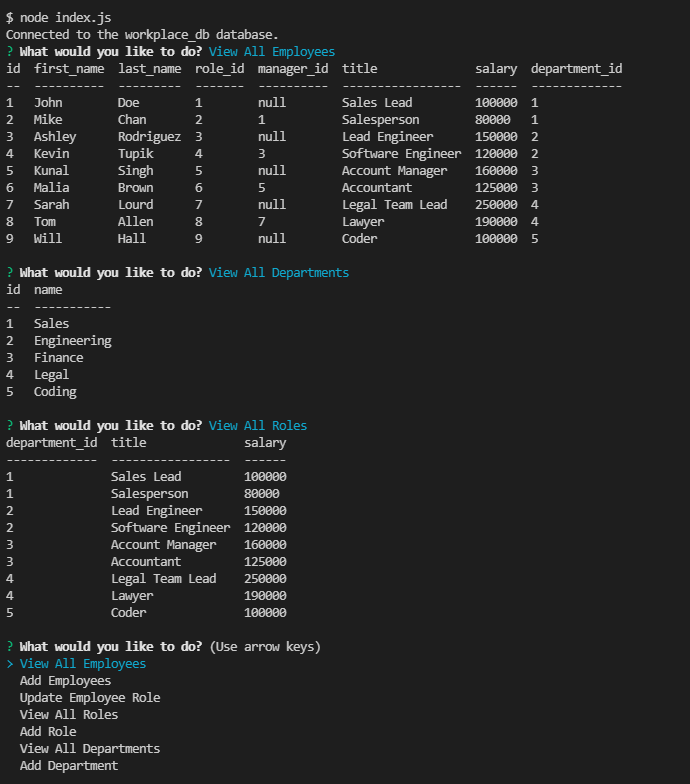 $ node index.js
Connected to the workplace_db database.
? What would you like to do? View All Employees
id  first_name  last_name  role_id  manager_id  title              salary  department_id
--  ----------  ---------  -------  ----------  -----------------  ------  -------------
1   John        Doe        1        null        Sales Lead         100000  1
2   Mike        Chan       2        1           Salesperson        80000   1
3   Ashley      Rodriguez  3        null        Lead Engineer      150000  2
4   Kevin       Tupik      4        3           Software Engineer  120000  2
5   Kunal       Singh      5        null        Account Manager    160000  3
6   Malia       Brown      6        5           Accountant         125000  3
7   Sarah       Lourd      7        null        Legal Team Lead    250000  4
8   Tom         Allen      8        7           Lawyer             190000  4
9   Will        Hall       9        null        Coder              100000  5

? What would you like to do? View All Departments
id  name
--  -----------
1   Sales
2   Engineering
3   Finance
4   Legal
5   Coding

? What would you like to do? View All Roles
department_id  title              salary
-------------  -----------------  ------
1              Sales Lead         100000
1              Salesperson        80000
2              Lead Engineer      150000
2              Software Engineer  120000
3              Account Manager    160000
3              Accountant         125000
4              Legal Team Lead    250000
4              Lawyer             190000
5              Coder              100000

? What would you like to do? (Use arrow keys)
> View All Employees
  Add Employees
  Update Employee Role
  View All Roles
  Add Role
  View All Departments
  Add Department